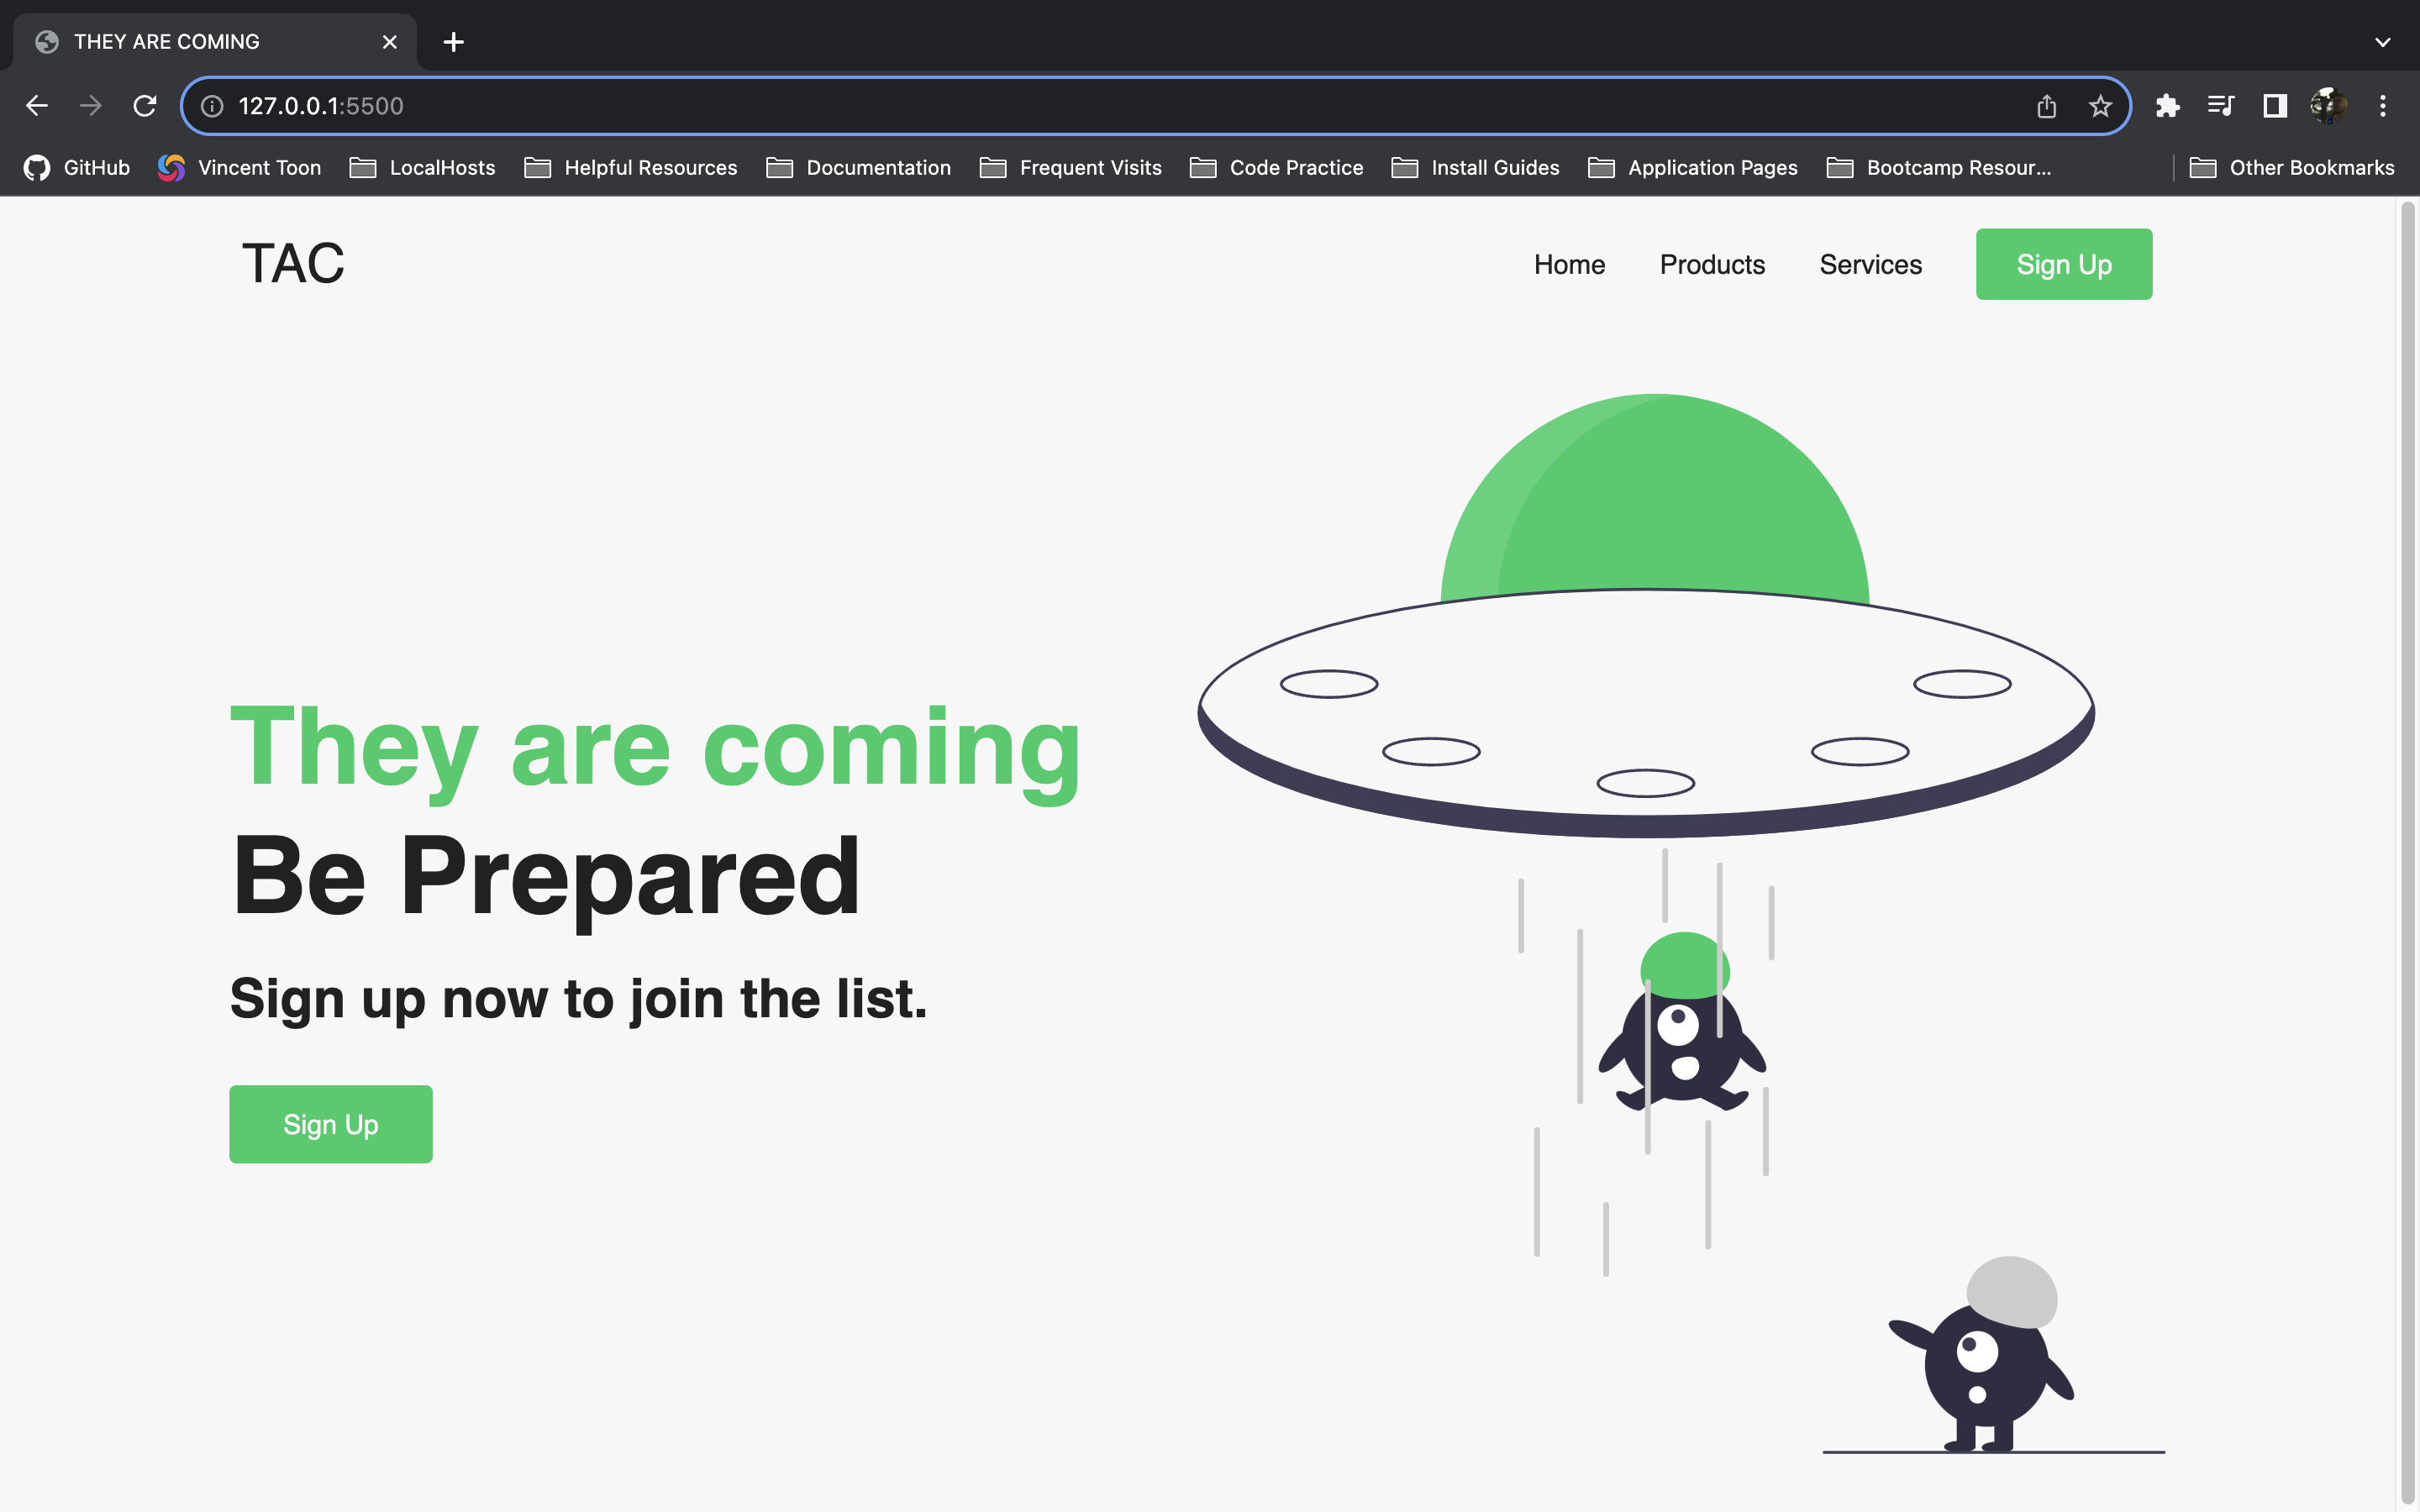 THEY ARE COMING
127.0.0.1:5500
GitHub Vincent Toon LocalHosts Helpful Resources Documentation Frequent Visits Code Practice Install Guides Application Pages Bootcamp Resour... Other Bookmarks
TAC Home Products Services Sign Up
They are coming
Be Prepared
Sign up now to join the list.
Sign Up